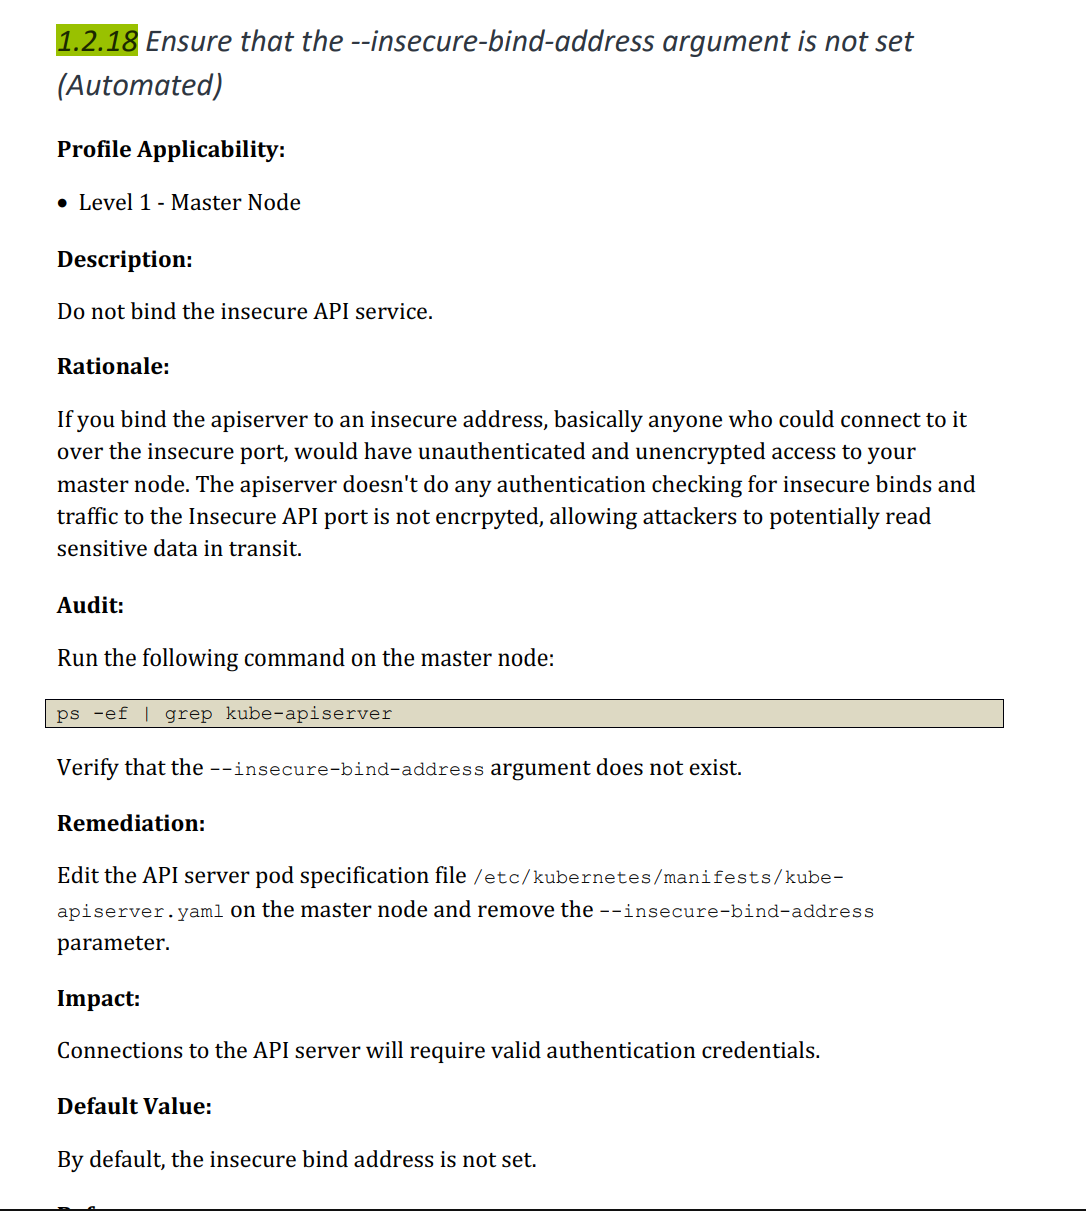 1.2.18 Ensure that the --insecure-bind-address argument is not set
(Automated)
Profile Applicability:
• Level 1 - Master Node
Description:
Do not bind the insecure API service.
Rationale:
If you bind the apiserver to an insecure address, basically anyone who could connect to it
over the insecure port, would have unauthenticated and unencrypted access to your
master node. The apiserver doesn't do any authentication checking for insecure binds and
traffic to the Insecure API port is not encrpyted, allowing attackers to potentially read
sensitive data in transit.
Audit:
Run the following command on the master node:
ps -ef | grep kube-apiserver
Verify that the --insecure-bind-address argument does not exist.
Remediation:
Edit the API server pod specification file /etc/kubernetes/manifests/kube-
apiserver.yaml on the master node and remove the --insecure-bind-address
parameter.
Impact:
Connections to the API server will require valid authentication credentials.
Default Value:
By default, the insecure bind address is not set.